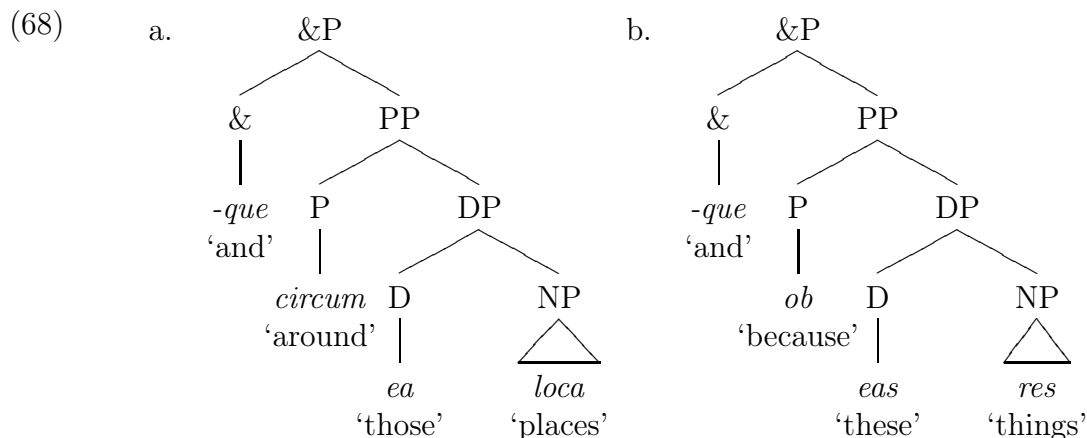 (68) a. &P b. &P
& PP & PP
-que P DP -que P DP
‘and’ ‘and’
circum D NP ob D NP
‘around’ ‘because’
ea loca eas res
‘those’ ‘places’ ‘these’ ‘things’